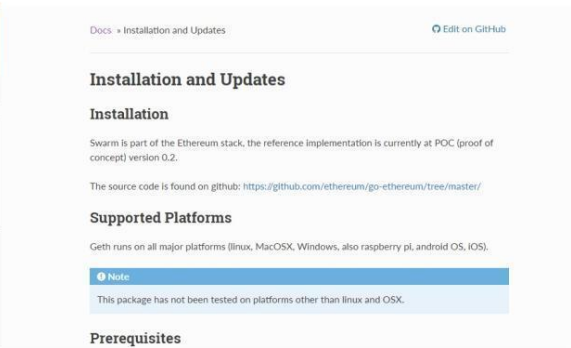 Docs » Installation and Updates
Edit on GitHub
Installation and Updates
Installation
Swarm is part of the Ethereum stack, the reference implementation is currently at POC (proof of
concept) version 0.2.
The source code is found on github: https://github.com/ethereum/go-ethereum/tree/master/
Supported Platforms
Geth runs on all major platforms (linux, MacOSX, Windows, also raspberry pi, android OS, iOS).
Note
This package has not been tested on platforms other than linux and OSX.
Prerequisites